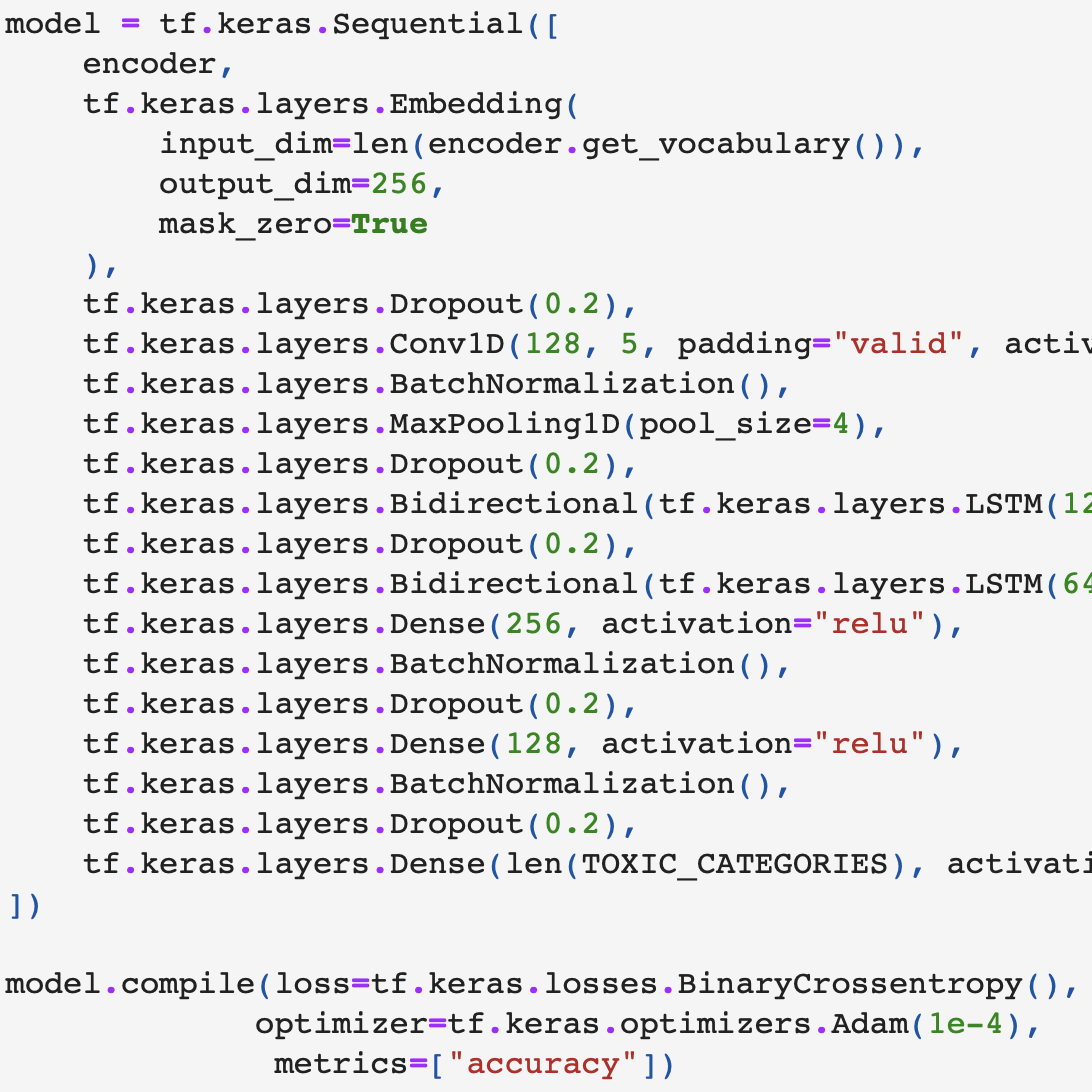 model = tf.keras.Sequential([
    encoder,
    tf.keras.layers.Embedding(
        input_dim=len(encoder.get_vocabulary()),
        output_dim=256,
        mask_zero=True
    ),
    tf.keras.layers.Dropout(0.2),
    tf.keras.layers.Conv1D(128, 5, padding="valid", activ
    tf.keras.layers.BatchNormalization(),
    tf.keras.layers.MaxPooling1D(pool_size=4),
    tf.keras.layers.Dropout(0.2),
    tf.keras.layers.Bidirectional(tf.keras.layers.LSTM(12
    tf.keras.layers.Dropout(0.2),
    tf.keras.layers.Bidirectional(tf.keras.layers.LSTM(64
    tf.keras.layers.Dense(256, activation="relu"),
    tf.keras.layers.BatchNormalization(),
    tf.keras.layers.Dropout(0.2),
    tf.keras.layers.Dense(128, activation="relu"),
    tf.keras.layers.BatchNormalization(),
    tf.keras.layers.Dropout(0.2),
    tf.keras.layers.Dense(len(TOXIC_CATEGORIES), activati
])
model.compile(loss=tf.keras.losses.BinaryCrossentropy(),
             optimizer=tf.keras.optimizers.Adam(1e-4),
              metrics=["accuracy"])